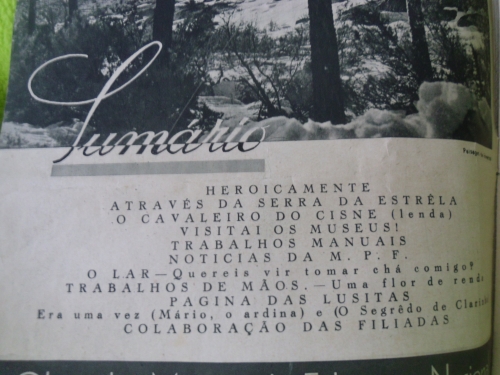 Sumário
HEROICAMENTE
ATRAVÉS DA SERRA DA ESTRÊLA
O CAVALEIRO DO CISNE (lenda)
VISITAI OS MUSEUS!
TRABALHOS MANUAIS
NOTICIAS DA M. P. F.
O LAR—Quereis vir tomar chá comigo?
TRABALHOS DE MÃOS.—Uma flor de renda
PAGINA DAS LUSITAS
Era uma vez (Mário, o ardina) e (O Segrêdo de
COLABORAÇÃO DAS FILIADAS